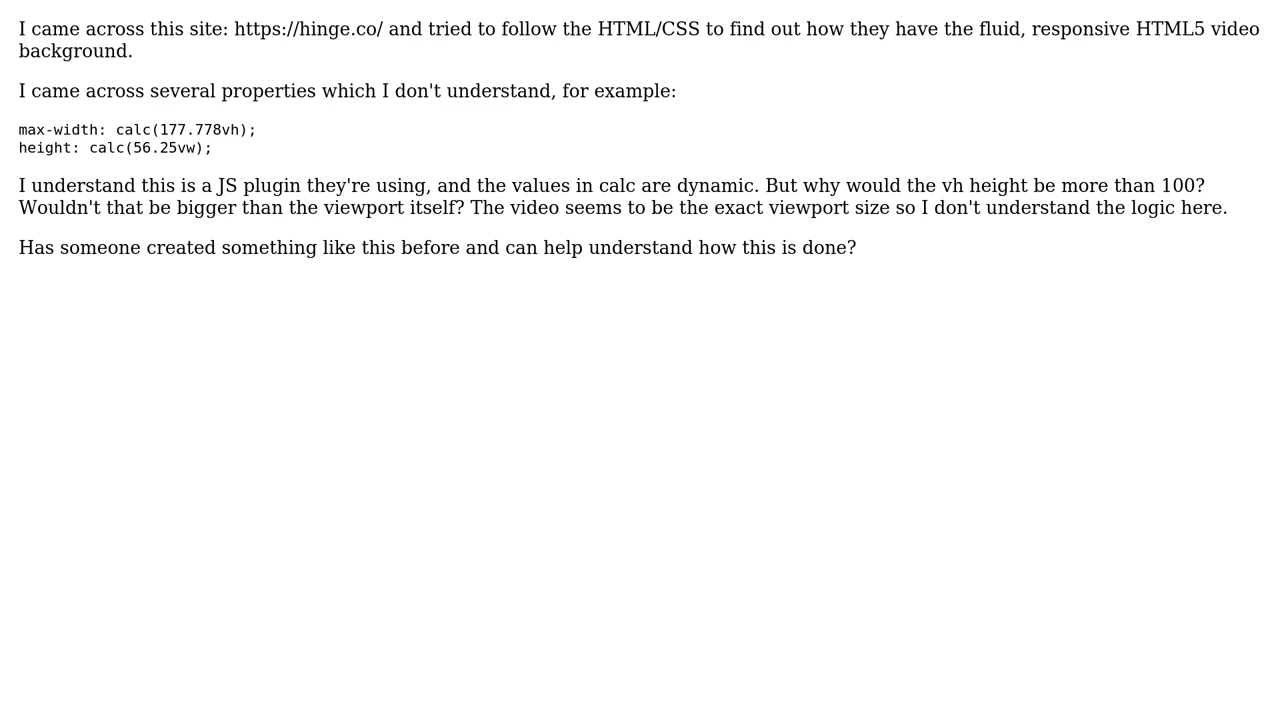 I came across this site: https://hinge.co/ and tried to follow the HTML/CSS to find out how they have the fluid, responsive HTML5 video
background.
I came across several properties which I don't understand, for example:
max-width: calc(177.778vh);
height: calc(56.25vw);
I understand this is a JS plugin they're using, and the values in calc are dynamic. But why would the vh height be more than 100?
Wouldn't that be bigger than the viewport itself? The video seems to be the exact viewport size so I don't understand the logic here.
Has someone created something like this before and can help understand how this is done?